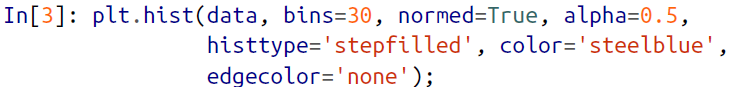 In[3]: plt.hist(data, bins=30, normed=True, alpha=0.5,
histtype='stepfilled', color='steelblue',
edgecolor='none');